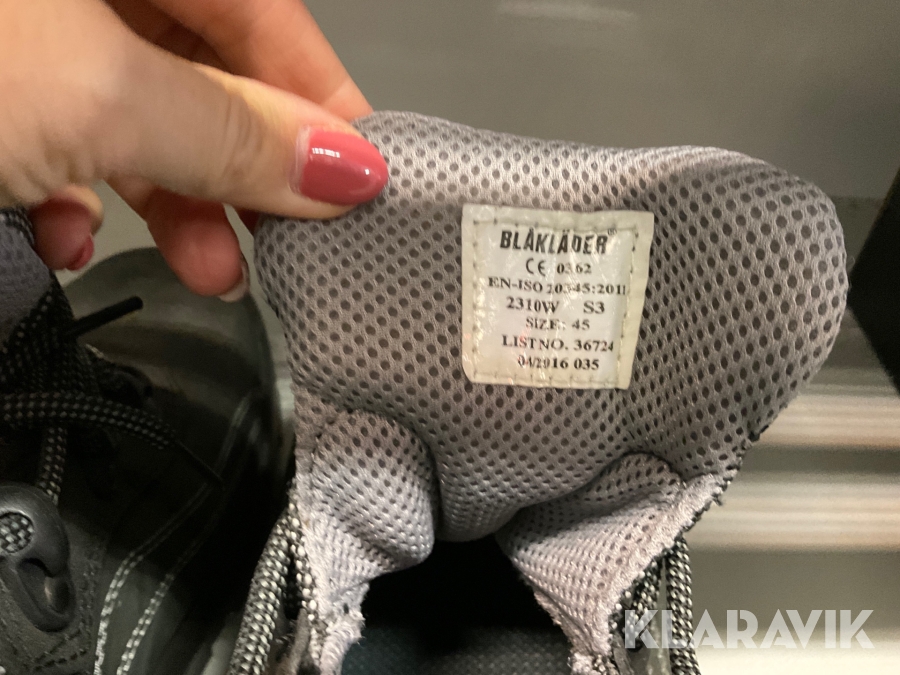 BLÅKLÄDER®
CE 0362
EN-ISO 20345:2011
2310W S3
SIZE: 45
LIST NO. 36724
04/2016 035
KLARAVIK